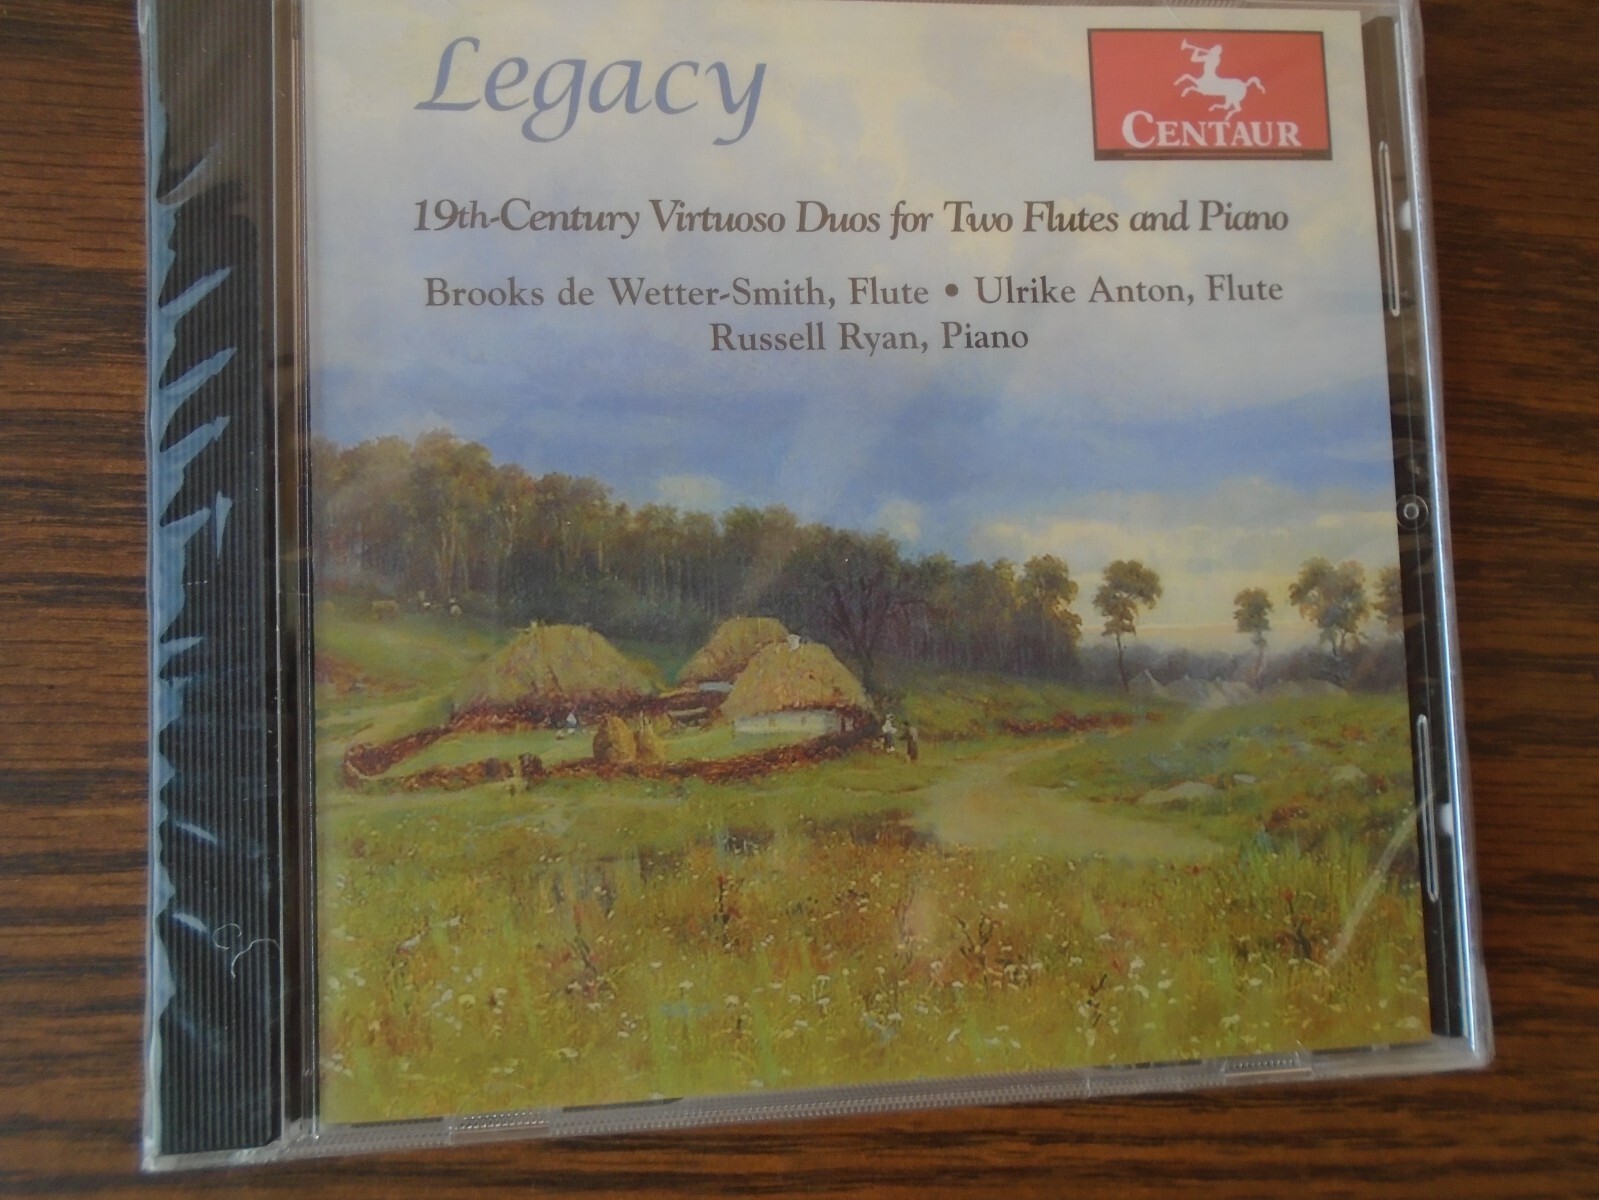 Legacy
CENTAUR
19th-Century Virtuoso Duos for Two Flutes and Piano
Brooks de Wetter-Smith, Flute • Ulrike Anton, Flute
Russell Ryan, Piano